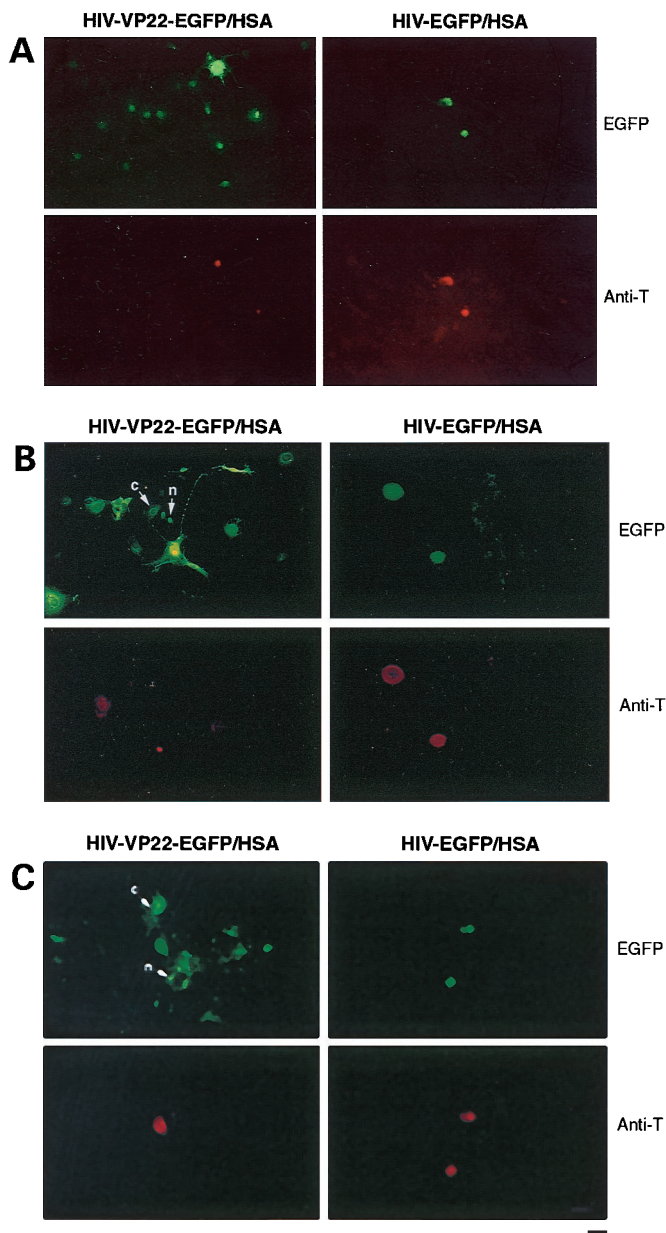 HIV-VP22-EGFP/HSA HIV-EGFP/HSA
A
EGFP
Anti-T
HIV-VP22-EGFP/HSA HIV-EGFP/HSA
B
c n
EGFP
Anti-T
HIV-VP22-EGFP/HSA HIV-EGFP/HSA
C
c
n
EGFP
Anti-T